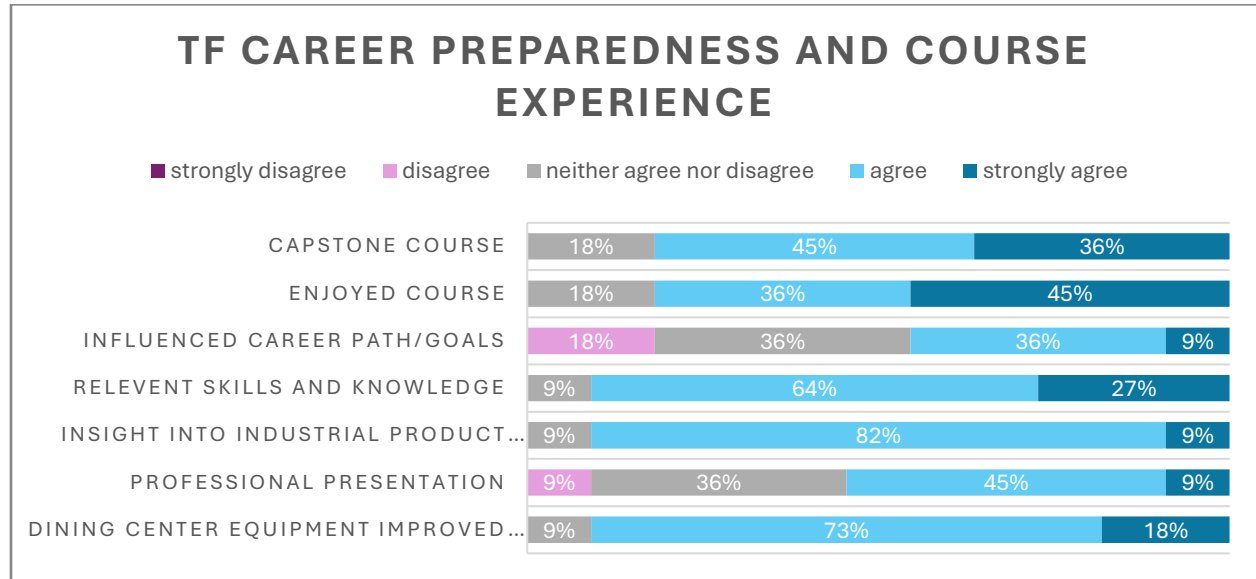 TF CAREER PREPAREDNESS AND COURSE
EXPERIENCE
strongly disagree disagree neither agree nor disagree agree strongly agree
CAPSTONE COURSE 18% 45% 36%
ENJOYED COURSE 18% 36% 45%
INFLUENCED CAREER PATH/GOALS 18% 36% 36% 9%
RELEVENT SKILLS AND KNOWLEDGE 9% 64% 27%
INSIGHT INTO INDUSTRIAL PRODUCT... 9% 82% 9%
PROFESSIONAL PRESENTATION 9% 36% 45% 9%
DINING CENTER EQUIPMENT IMPROVED... 9% 73% 18%